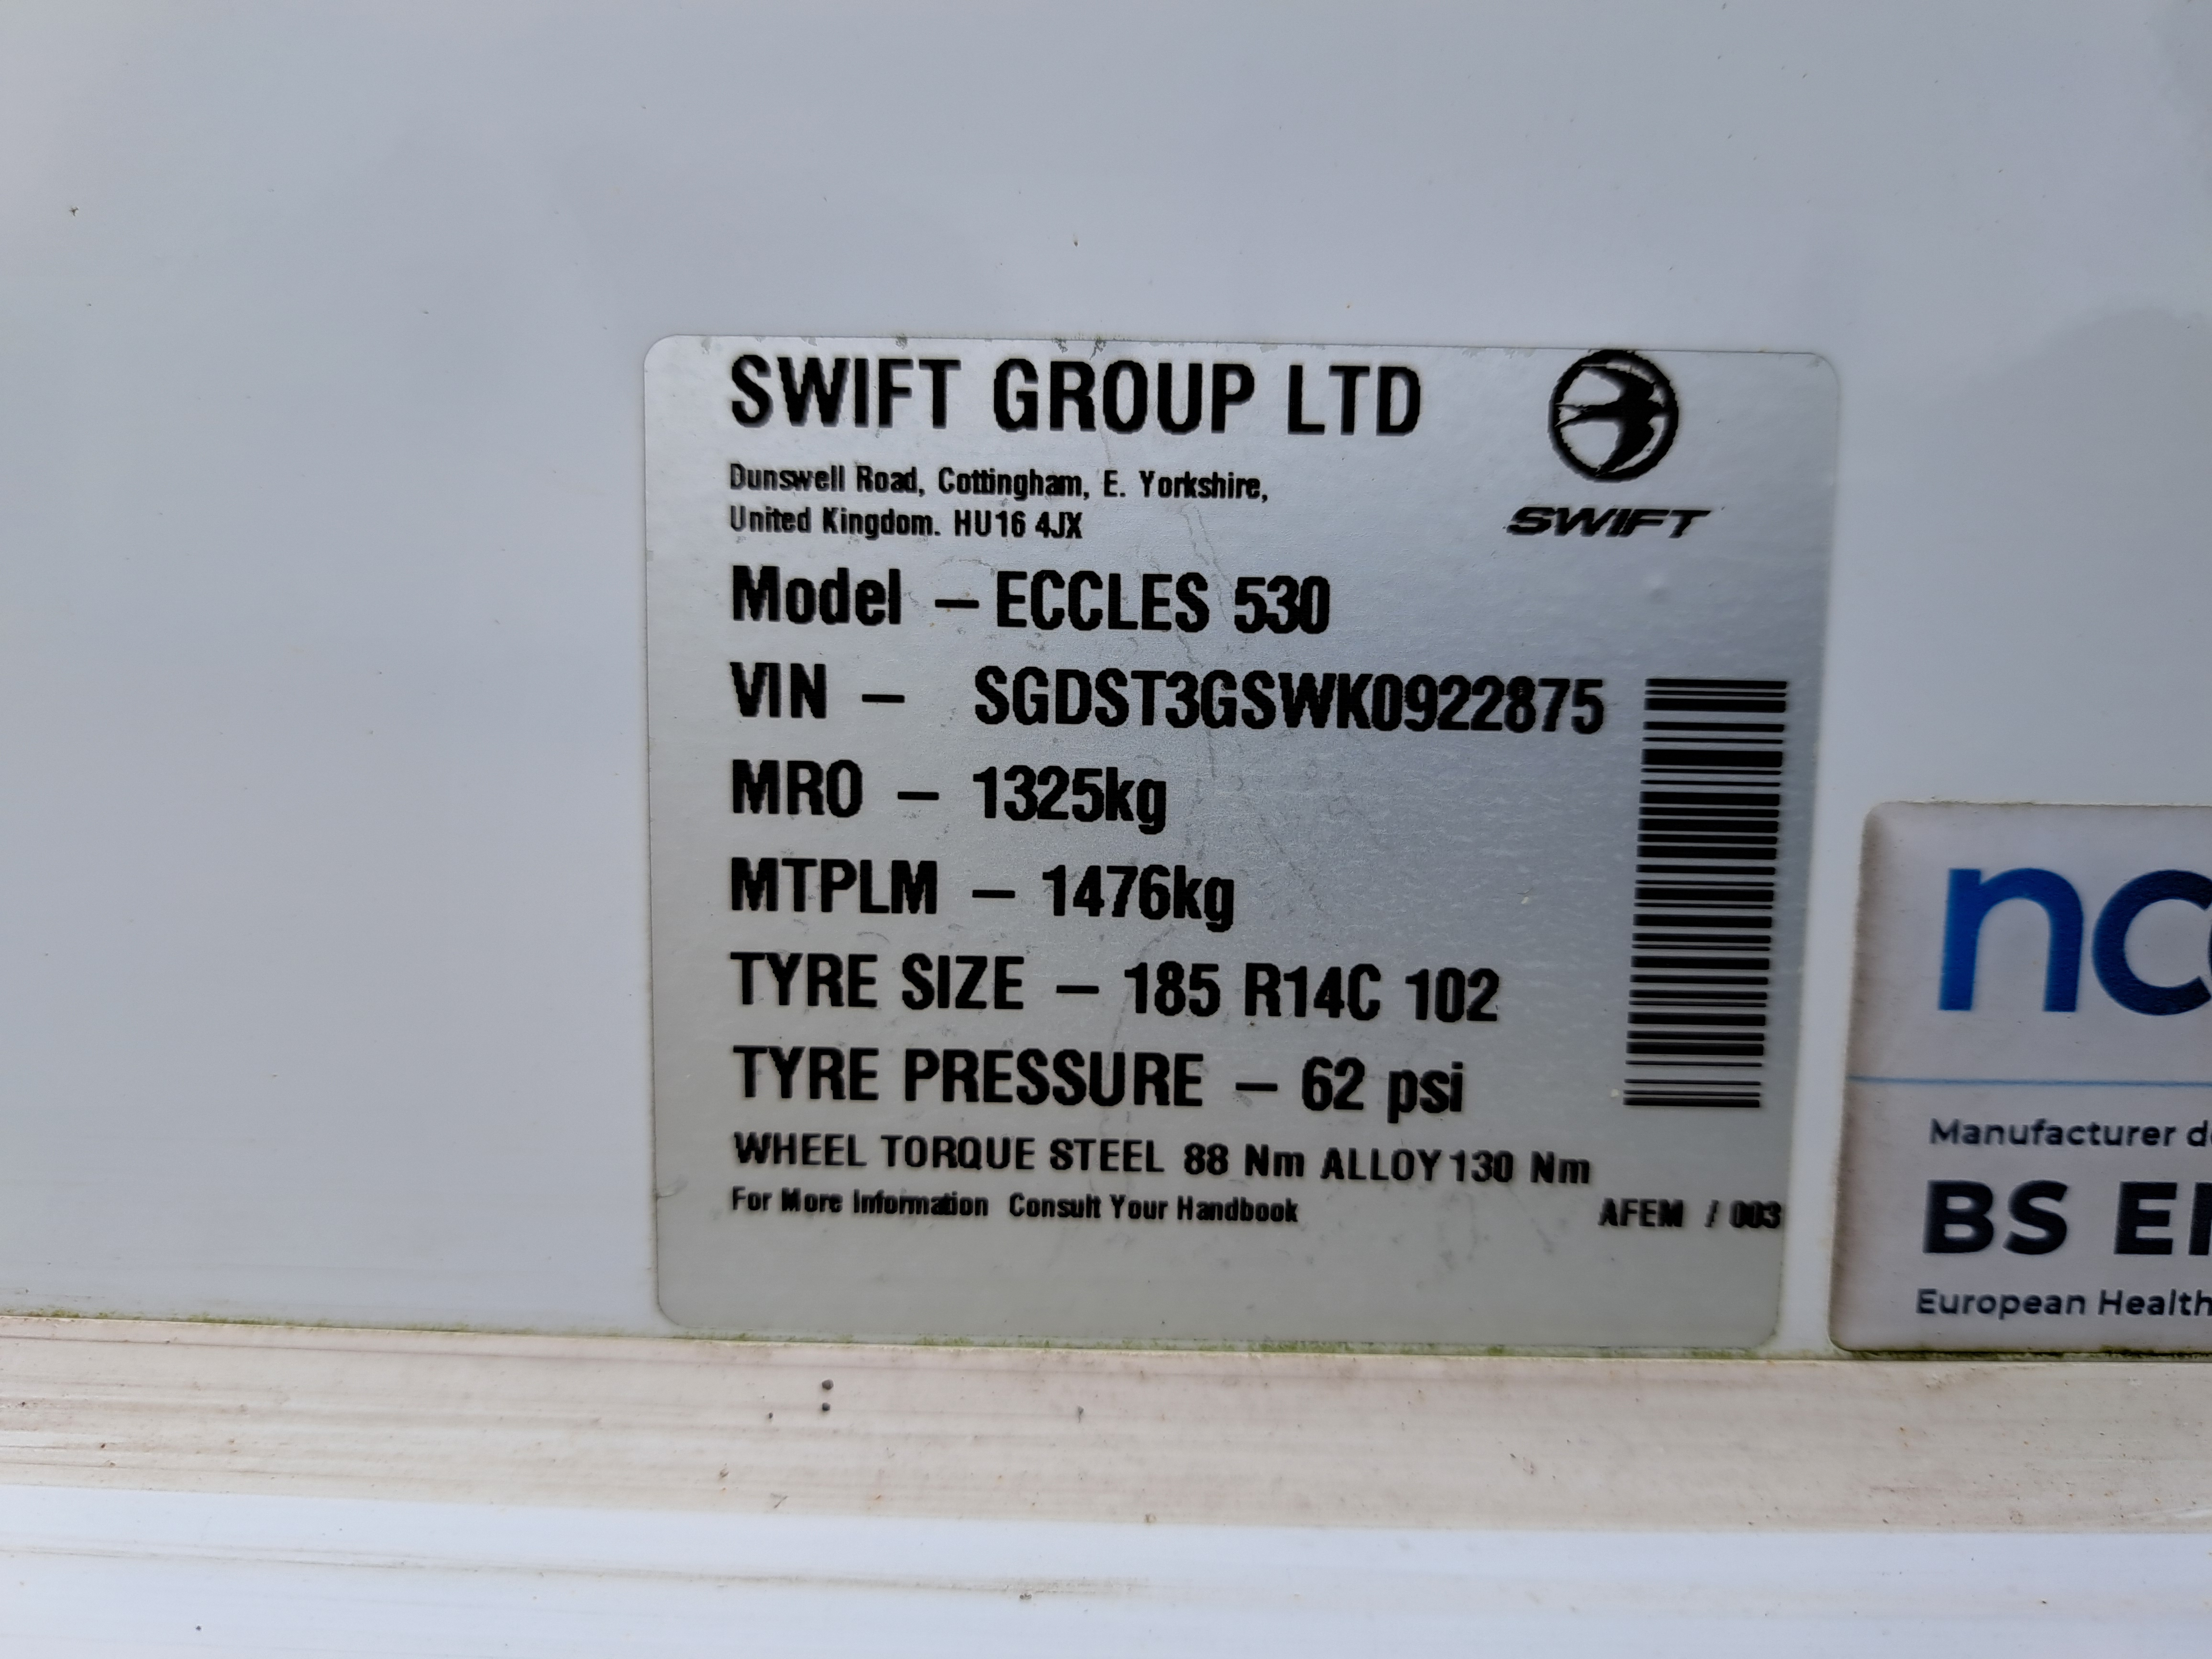 SWIFT GROUP LTD
SWIFT
Dunswell Road, Cottingham, E. Yorkshire,
United Kingdom. HU16 4JX
Model – ECCLES 530
VIN – SGDST3GSWK0922875
MRO – 1325kg
MTPLM – 1476kg
TYRE SIZE – 185 R14C 102
TYRE PRESSURE – 62 psi
WHEEL TORQUE STEEL 88 Nm ALLOY 130 Nm
For More Information Consult Your Handbook
AFEM / 003
nc
Manufacturer
BS
European Health